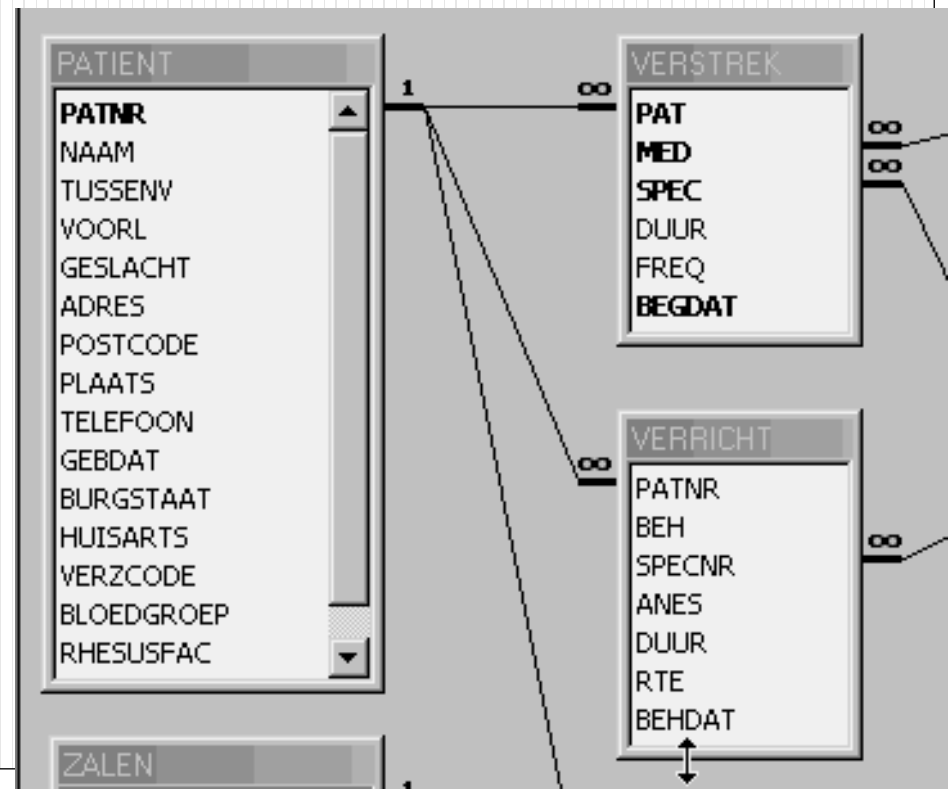 PATIENT
PATNR
NAAM
TUSSENV
VOORL
GESLACHT
ADRES
POSTCODE
PLAATS
TELEFOON
GEBDAT
BURGSTAAT
HUISARTS
VERZCODE
BLOEDGROEP
RHESUSFAC
1
∞
VERSTREK
PAT
MED
SPEC
DUUR
FREQ
BEGDAT
∞
∞
∞
VERRICHT
PATNR
BEH
SPECNR
ANES
DUUR
RTE
BEHDAT
∞
ZALEN
1